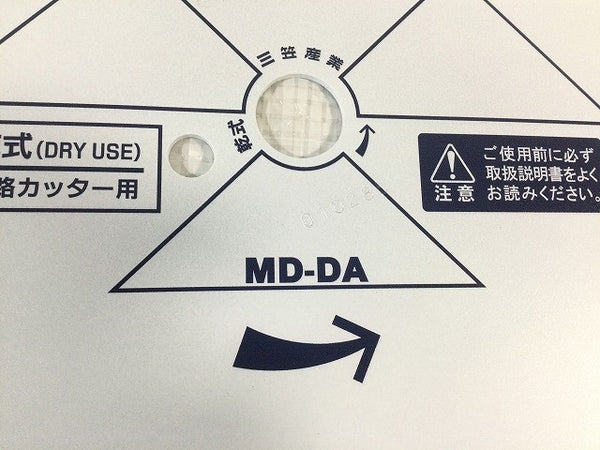 三笠産業
乾式
式(DRY USE)
路カッター用
ご使用前に必ず
取扱説明書をよく
お読みください。
注意
MD-DA